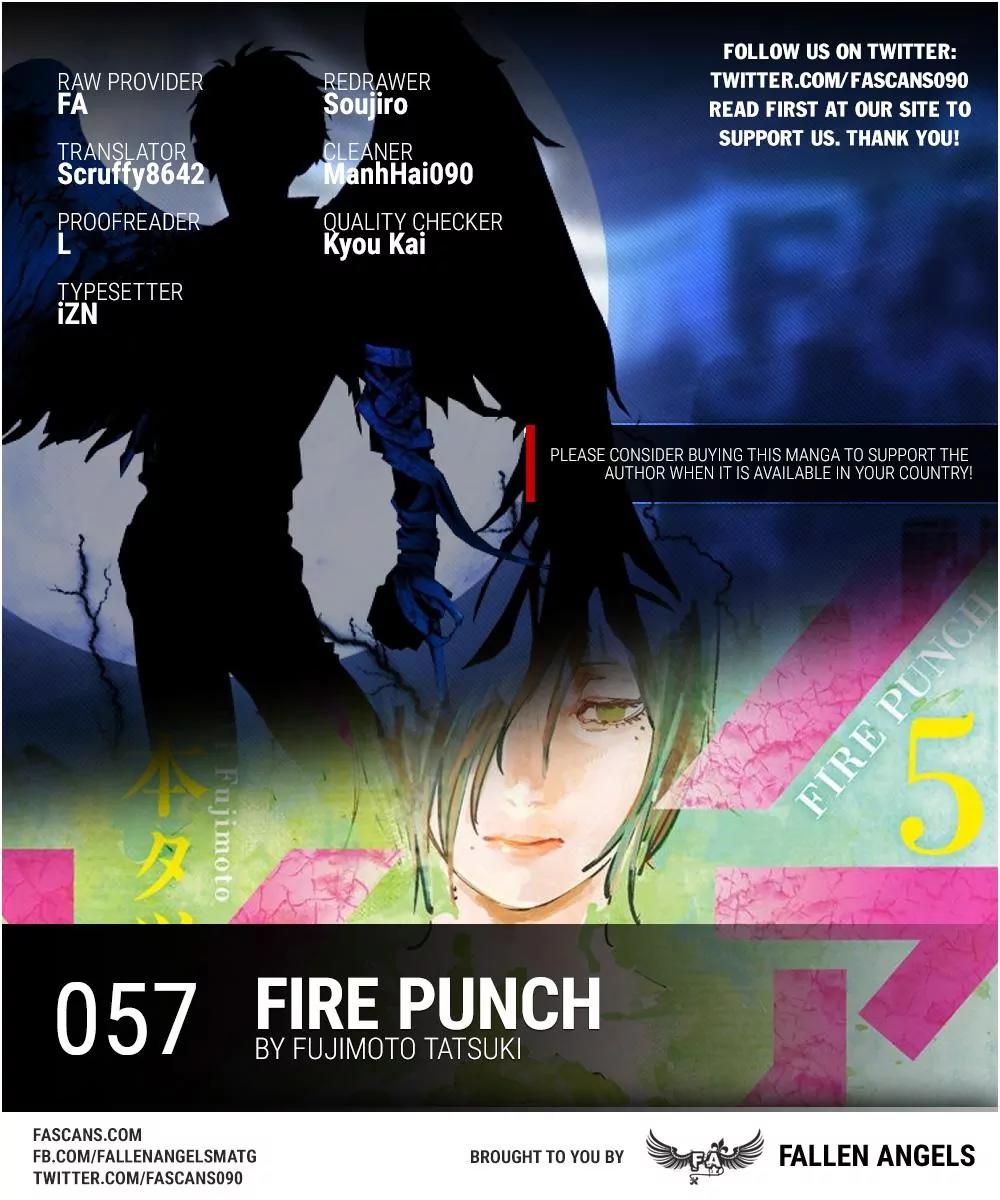 RAW PROVIDER
FA
TRANSLATOR
Scruffy8642
PROOFREADER
L
TYPESETTER
iZN
REDRAWER
Soujiro
CLEANER
ManhHai090
QUALITY CHECKER
Kyou Kai
FOLLOW US ON TWITTER:
TWITTER.COM/FASCANS090
READ FIRST AT OUR SITE TO
SUPPORT US. THANK YOU!
FA
PLEASE CONSIDER BUYING THIS MANGA TO SUPPORT THE
AUTHOR WHEN IT IS AVAILABLE IN YOUR COUNTRY!
FIRE PUNCH
5
本タ
Fujimoto
057
FIRE PUNCH
BY FUJIMOTO TATSUKI
FASCANS.COM
FB.COM/FALLENANGELSMATG
TWITTER.COM/FASCANS090
BROUGHT TO YOU BY
FA
FALLEN ANGELS